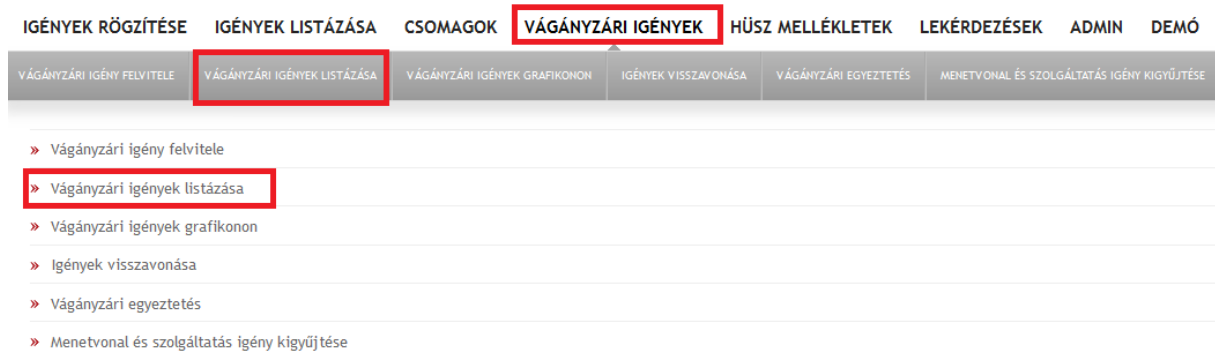 IGÉNYEK RÖGZÍTÉSE IGÉNYEK LISTÁZÁSA CSOMAGOK VÁGÁNYZÁRI IGÉNYEK HÜSZ MELLÉKLETEK LEKÉRDEZÉSEK ADMIN DEMÓ
VÁGÁNYZÁRI IGÉNY FELVITELE VÁGÁNYZÁRI IGÉNYEK LISTÁZÁSA VÁGÁNYZÁRI IGÉNYEK GRAFIKONON IGÉNYEK VISSZAVONÁSA VÁGÁNYZÁRI EGYEZTETÉS MENETVONAL ÉS SZOLGÁLTATÁS IGÉNY KIGYŰJTÉSE
» Vágányzári igény felvitele
» Vágányzári igények listázása
» Vágányzári igények grafikonon
» Igények visszavonása
» Vágányzári egyeztetés
» Menetvonal és szolgáltatás igény kigyűjtése